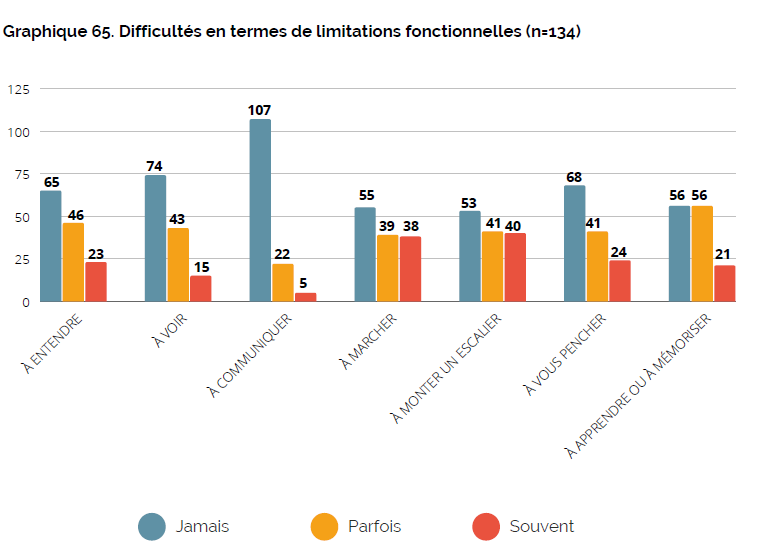 Graphique 65. Difficultés en termes de limitations fonctionnelles (n=134)
125
100
75
50
25
0
65
46
23
74
43
15
107
22
5
55
39
38
53
41
40
68
41
24
56
56
21
À ENTENDRE
À VOIR
À COMMUNIQUER
À MARCHER
À MONTER UN ESCALIER
À VOUS PENCHER
À APPRENDRE OU À MÉMORISER
Jamais
Parfois
Souvent